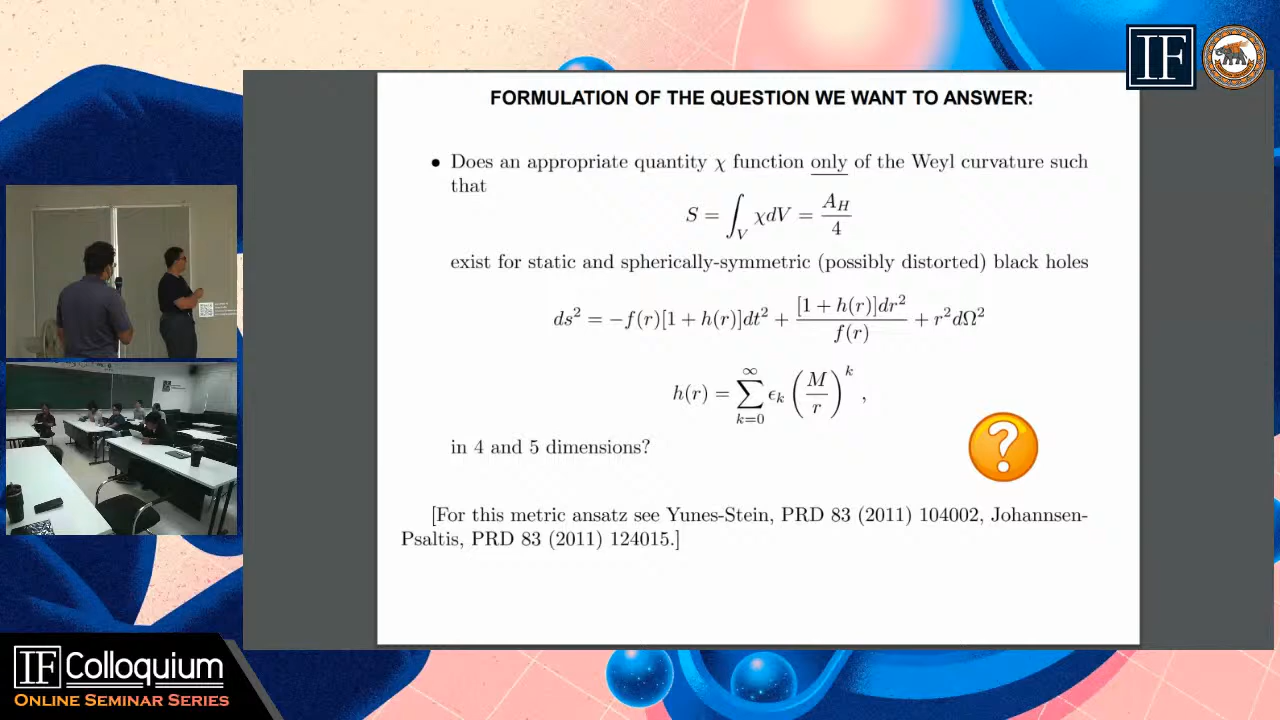 IF
FORMULATION OF THE QUESTION WE WANT TO ANSWER:
• Does an appropriate quantity χ function only of the Weyl curvature such
that
S = ∫_V χdV = A_H/4
exist for static and spherically-symmetric (possibly distorted) black holes
ds² = −f(r)[1 + h(r)]dt² + [1 + h(r)]dr²/f(r) + r²dΩ²
h(r) = ∑_{k=0}^{∞} ϵ_k (M/r)^k ,
in 4 and 5 dimensions?
[For this metric ansatz see Yunes-Stein, PRD 83 (2011) 104002, Johannsen-
Psaltis, PRD 83 (2011) 124015.]
IF Colloquium
ONLINE SEMINAR SERIES